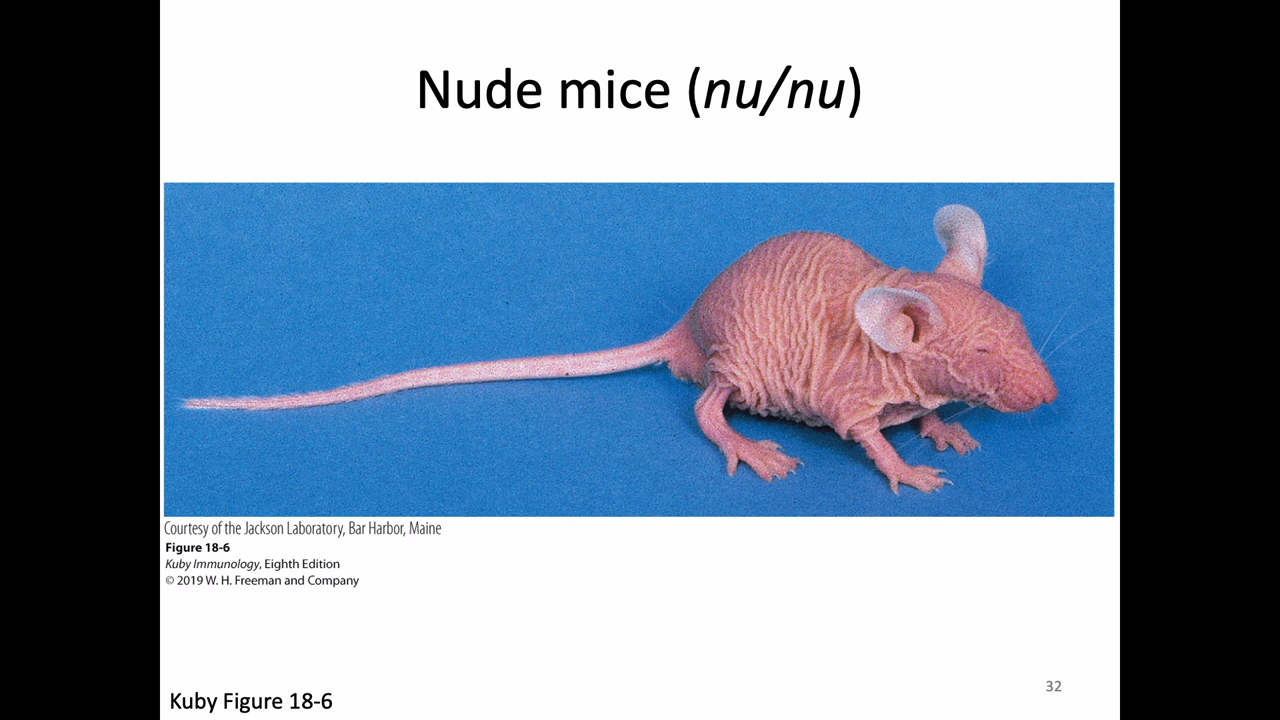 Nude mice (nu/nu)
Courtesy of the Jackson Laboratory, Bar Harbor, Maine
Figure 18-6
Kuby Immunology, Eighth Edition
© 2019 W. H. Freeman and Company
32
Kuby Figure 18-6